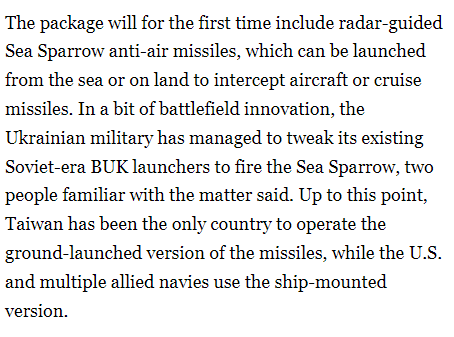 The package will for the first time include radar-guided
Sea Sparrow anti-air missiles, which can be launched
from the sea or on land to intercept aircraft or cruise
missiles. In a bit of battlefield innovation, the
Ukrainian military has managed to tweak its existing
Soviet-era BUK launchers to fire the Sea Sparrow, two
people familiar with the matter said. Up to this point,
Taiwan has been the only country to operate the
ground-launched version of the missiles, while the U.S.
and multiple allied navies use the ship-mounted
version.